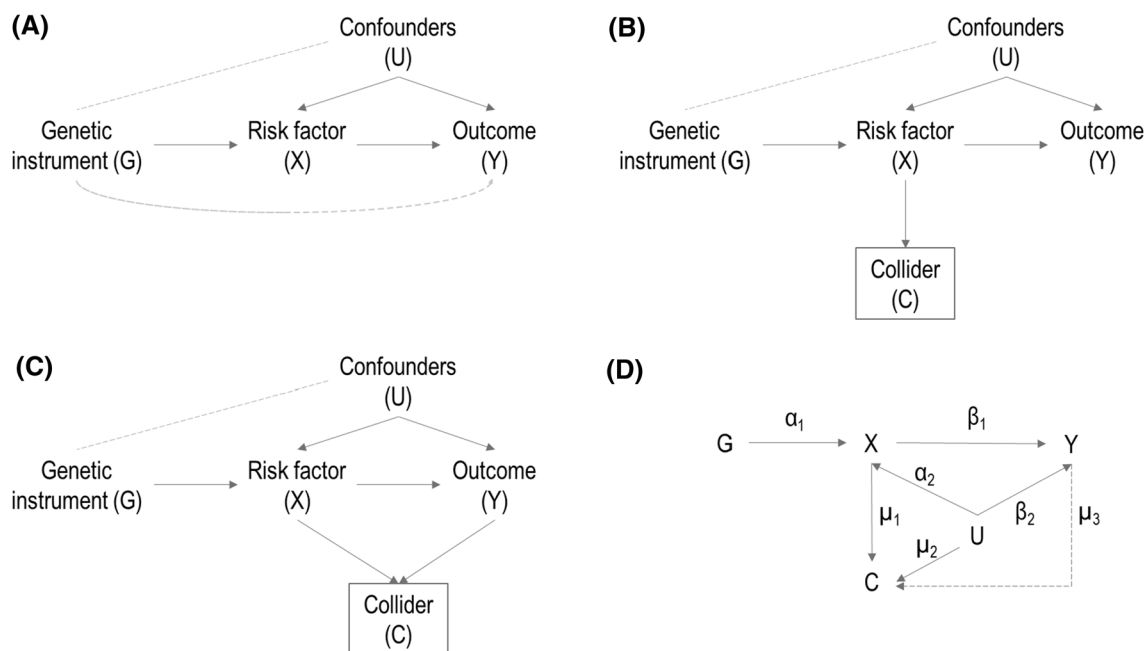 (A)
Confounders
(U)
Genetic
instrument (G)
Risk factor
(X)
Outcome
(Y)
(B)
Confounders
(U)
Genetic
instrument (G)
Risk factor
(X)
Outcome
(Y)
Collider
(C)
(C)
Confounders
(U)
Genetic
instrument (G)
Risk factor
(X)
Outcome
(Y)
Collider
(C)
(D)
G
α₁
X
β₁
Y
α₂
β₂
μ₁
μ₃
U
μ₂
C